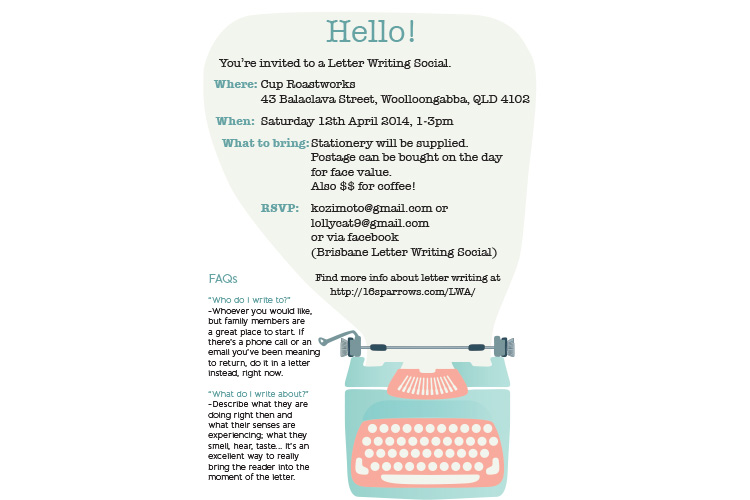 Hello!
You're invited to a Letter Writing Social.
Where: Cup Roastworks
43 Balaclava Street, Woolloongabba, QLD 4102
When: Saturday 12th April 2014, 1-3pm
What to bring: Stationery will be supplied.
Postage can be bought on the day
for face value.
Also $$ for coffee!
RSVP: kozimoto@gmail.com or
lollycat9@gmail.com
or via facebook
(Brisbane Letter Writing Social)
Find more info about letter writing at
http://16sparrows.com/LWA/
FAQs
"Who do I write to?"
-Whoever you would like,
but family members are
a great place to start. If
there's a phone call or an
email you've been meaning
to return, do it in a letter
instead, right now.
"What do I write about?"
-Describe what they are
doing right then and
what their senses are
experiencing; what they
smell, hear, taste... It's an
excellent way to really
bring the reader into the
moment of the letter.